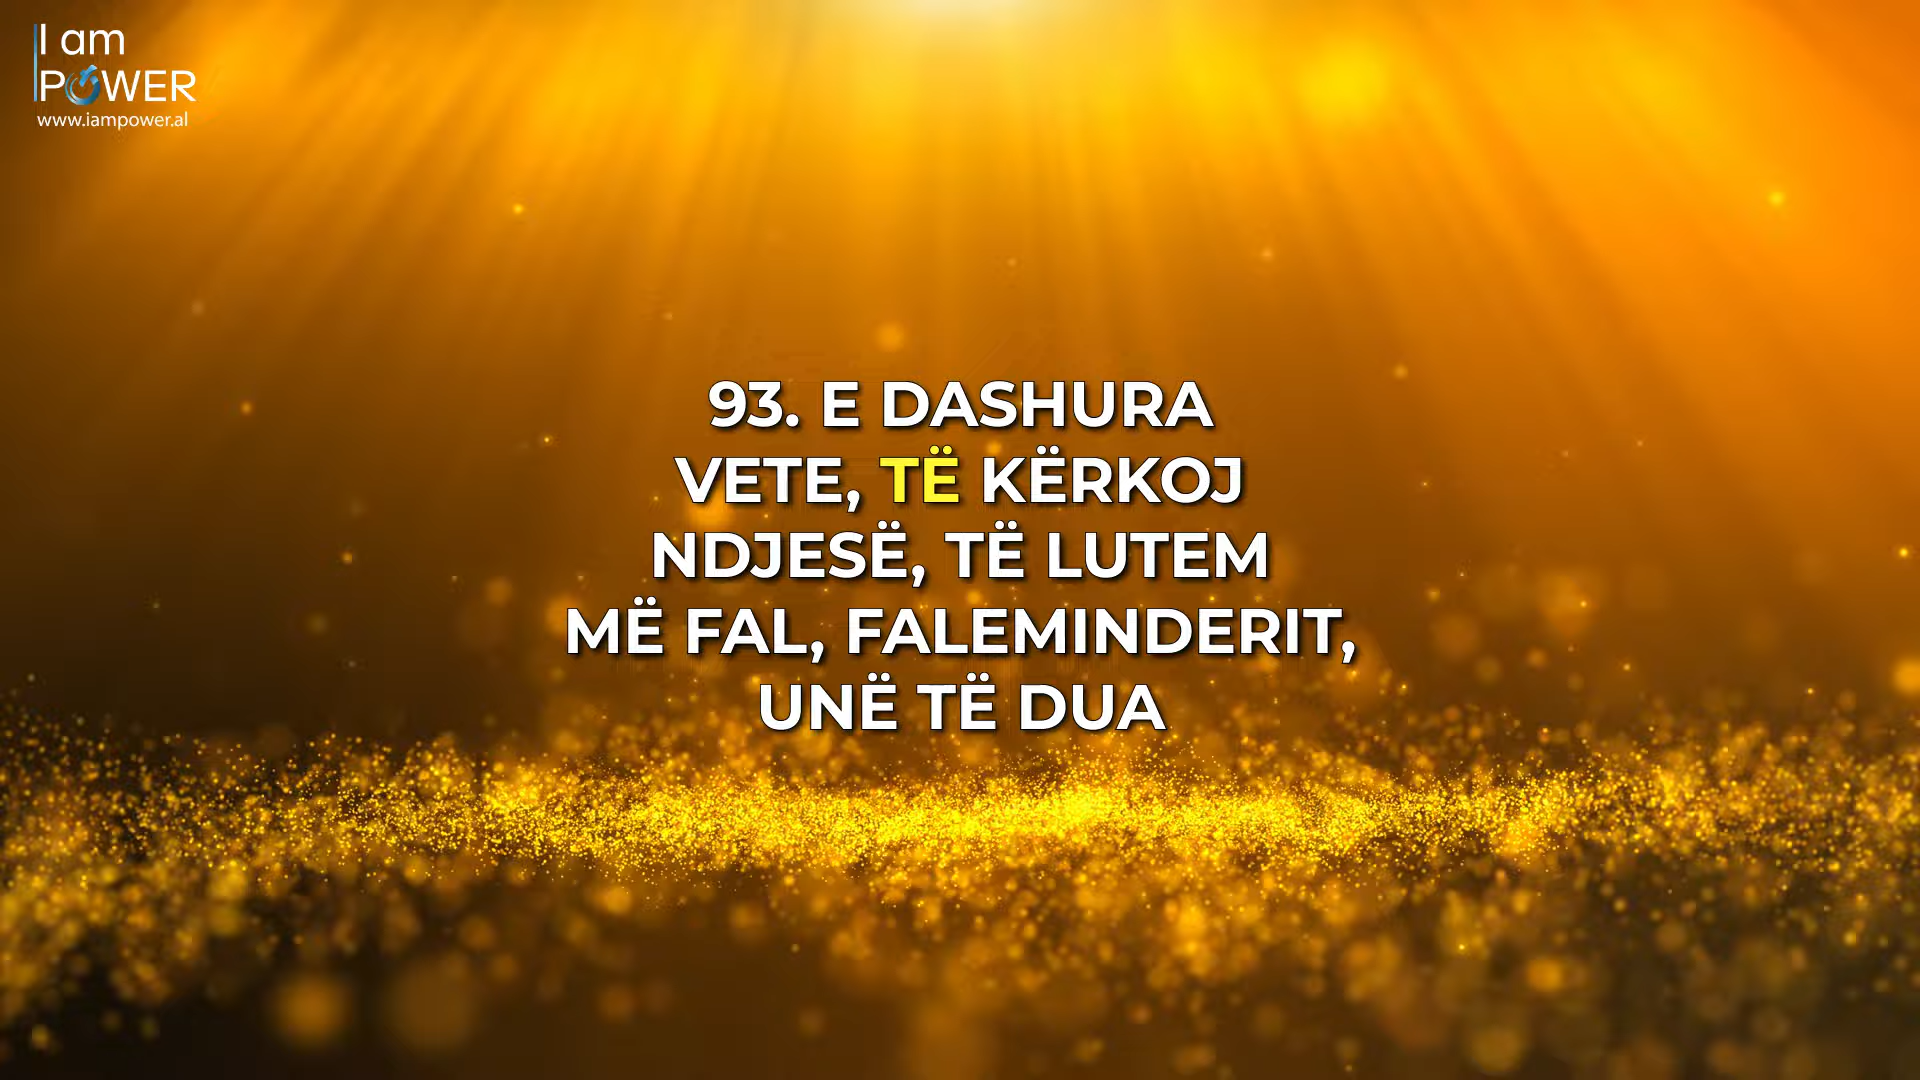 I am
POWER
www.iampower.al
93. E DASHURA
VETE, TË KËRKOJ
NDJESË, TË LUTEM
MË FAL, FALEMINDERIT,
UNË TË DUA